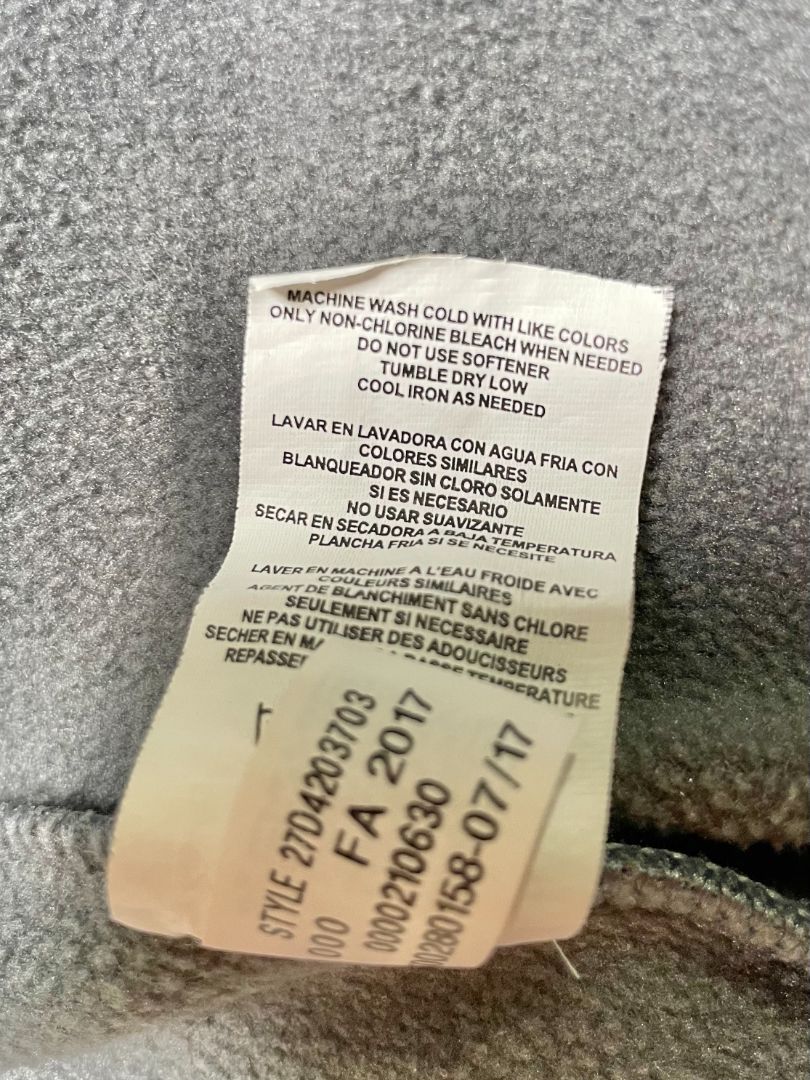 MACHINE WASH COLD WITH LIKE COLORS
ONLY NON-CHLORINE BLEACH WHEN NEEDED
DO NOT USE SOFTENER
TUMBLE DRY LOW
COOL IRON AS NEEDED
LAVAR EN LAVADORA CON AGUA FRIA CON
COLORES SIMILARES
BLANQUEADOR SIN CLORO SOLAMENTE
SI ES NECESARIO
NO USAR SUAVIZANTE
SECAR EN SECADORA A BAJA TEMPERATURA
PLANCHA FRIA SI SE NECESITE
LAVER EN MACHINE A L'EAU FROIDE AVEC
COULEURS SIMILAIRES
AGENT DE BLANCHIMENT SANS CHLORE
SEULEMENT SI NECESSAIRE
NE PAS UTILISER DES ADOUCISSEURS
SECHER EN TEMPERATURE
STYLE 27D4203703
000 FA 2017
0000210630
00280158-07/17